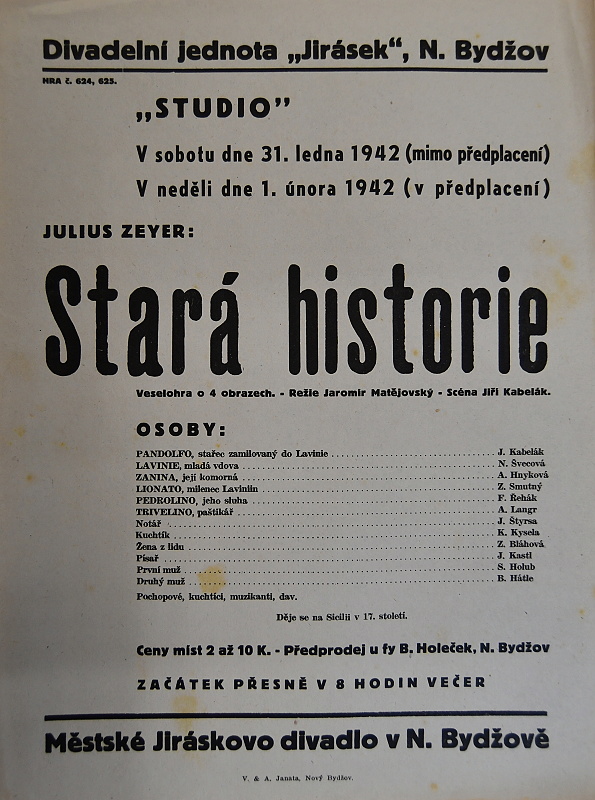 Divadelní jednota „Jirásek“, N. Bydžov
HRA č. 624, 625.
„STUDIO”
V sobotu dne 31. ledna 1942 (mimo předplacení)
V neděli dne 1. února 1942 (v předplacení)
JULIUS ZEYER:
Stará historie
Veselohra o 4 obrazech. - Režie Jaromir Matějovský - Scéna Jiří Kabelák.
OSOBY:
PANDOLFO, stařec zamilovaný do Lavinie ........ J. Kabelák
LAVINIE, mladá vdova ........ N. Švecová
ZANINA, její komorná ........ A. Hnyková
LIONATO, milenec Laviniin ........ Z. Smutný
PEDROLINO, jeho sluha ........ F. Řehák
TRIVELINO, paštikář ........ A. Langr
Notář ........ J. Štyrsa
Kuchtík ........ K. Kysela
Žena z lidu ........ Z. Bláhová
Písař ........ J. Kastl
První muž ........ S. Holub
Druhý muž ........ B. Hátle
Pochopové, kuchtíci, muzikanti, dav.
Děje se na Sicilii v 17. století.
Ceny míst 2 až 10 K. - Předprodej u fy B. Holeček, N. Bydžov
ZAČÁTEK PŘESNĚ V 8 HODIN VEČER
Městské Jiráskovo divadlo v N. Bydžově
V. & A. Janata, Nový Bydžov.